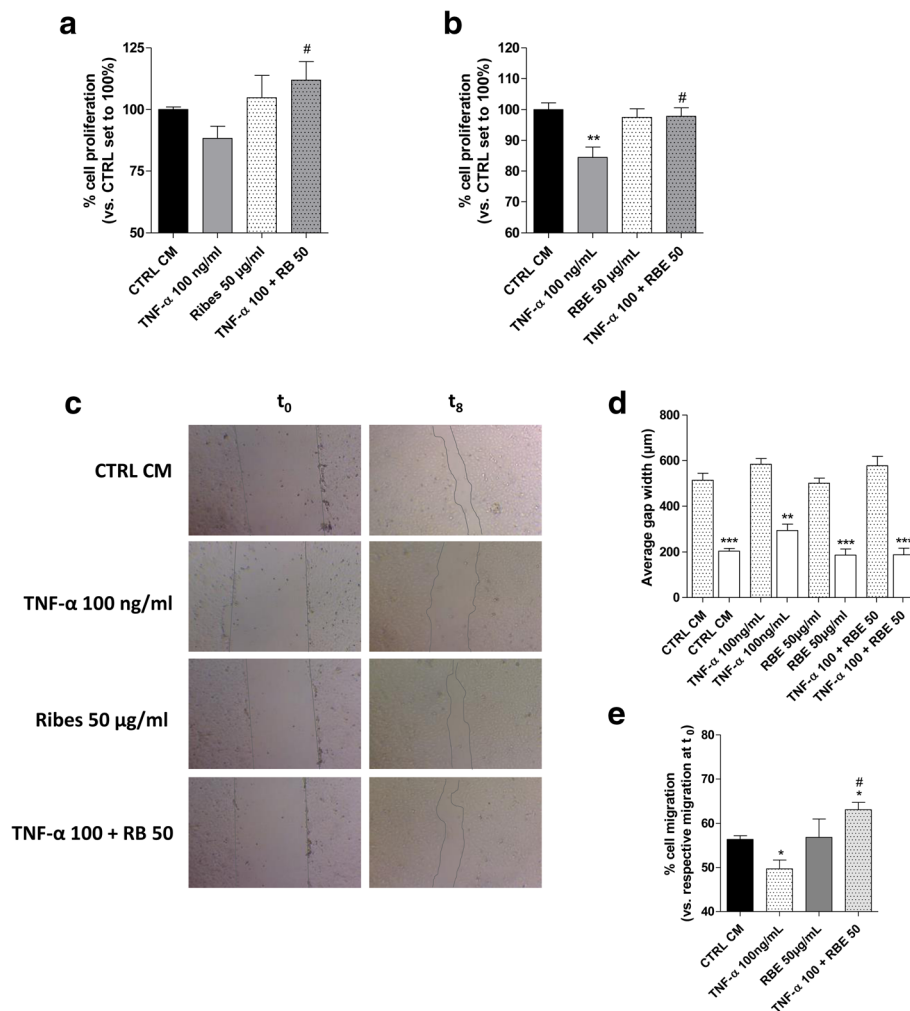 a
% cell proliferation
(vs. CTRL set to 100%)
125
100
75
50
#
CTRL CM
TNF-α 100 ng/ml
Ribes 50 µg/ml
TNF-α 100 + RB 50
b
% cell proliferation
(vs. CTRL set to 100%)
120
110
100
90
80
70
60
**
#
CTRL CM
TNF-α 100 ng/mL
RBE 50 µg/mL
TNF-α 100 + RBE 50
c
t0
t8
CTRL CM
TNF-α 100 ng/ml
Ribes 50 µg/ml
TNF-α 100 + RB 50
d
Average gap width (µm)
800
600
400
200
0
***
**
***
***
CTRL CM
CTRL CM
TNF-α 100ng/mL
TNF-α 100ng/mL
RBE 50µg/ml
RBE 50µg/ml
TNF-α 100 + RBE 50
TNF-α 100 + RBE 50
e
% cell migration
(vs. respective migration at t0)
80
70
60
50
40
*
#
*
CTRL CM
TNF-α 100ng/mL
RBE 50µg/mL
TNF-α 100 + RBE 50